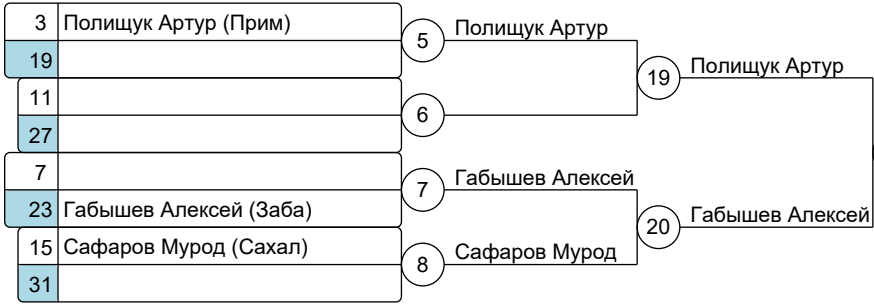 3 Полищук Артур (Прим)
19
11
27
7
23 Габышев Алексей (Заба)
15 Сафаров Мурод (Сахал)
31
5 Полищук Артур
6
7 Габышев Алексей
8 Сафаров Мурод
19 Полищук Артур
20 Габышев Алексей